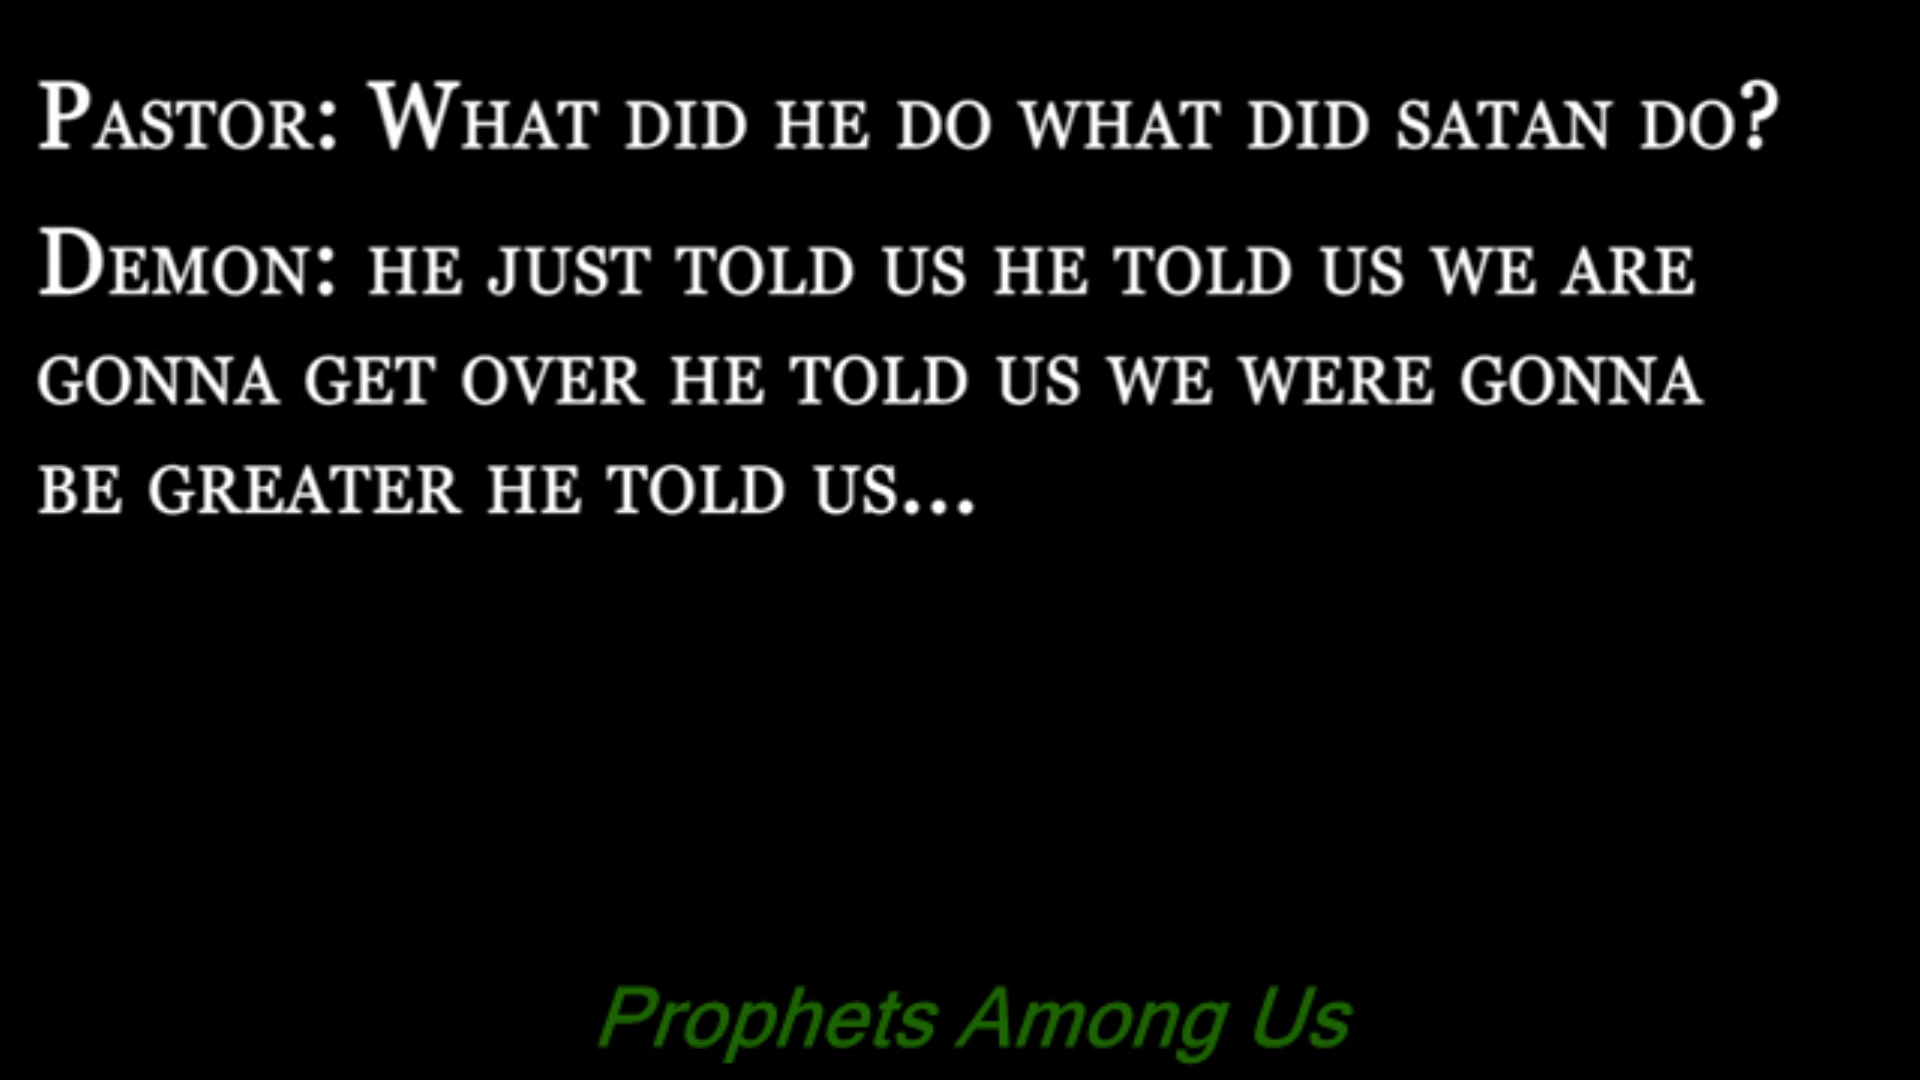 Pastor: What did he do what did satan do?
Demon: he just told us he told us we are
gonna get over he told us we were gonna
be greater he told us...
Prophets Among Us